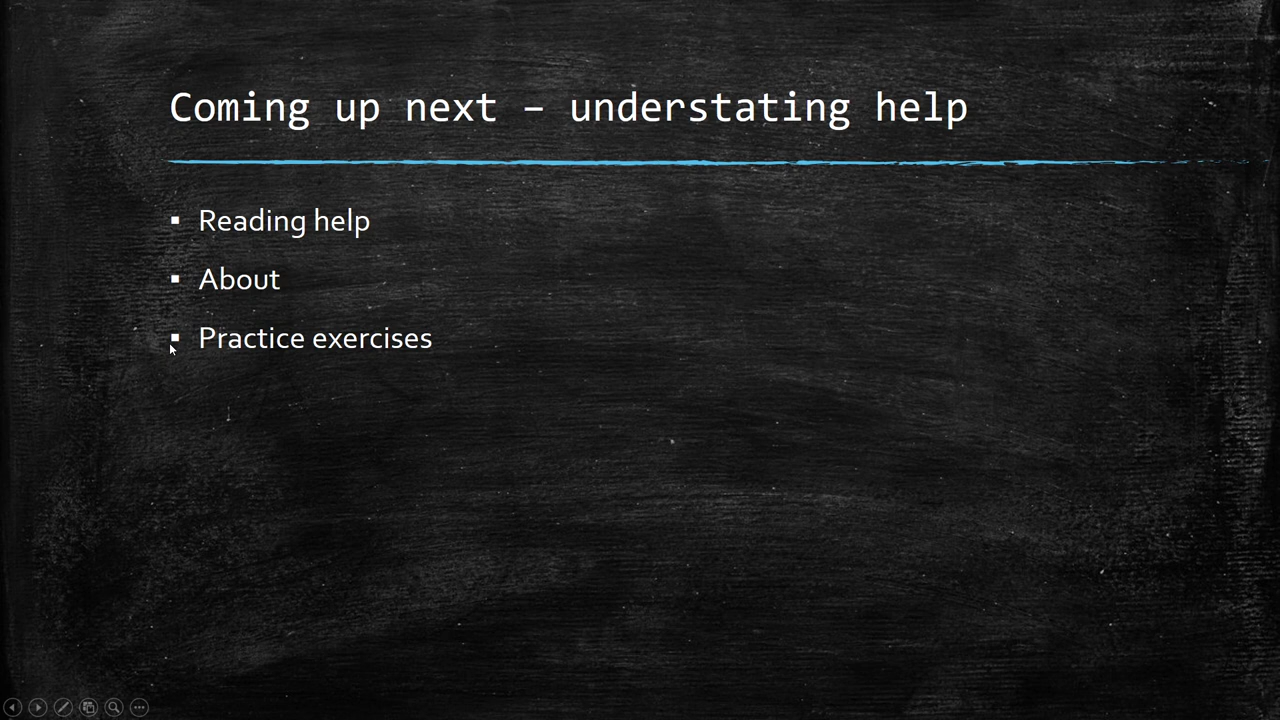 Coming up next – understating help
▪ Reading help
▪ About
▪ Practice exercises